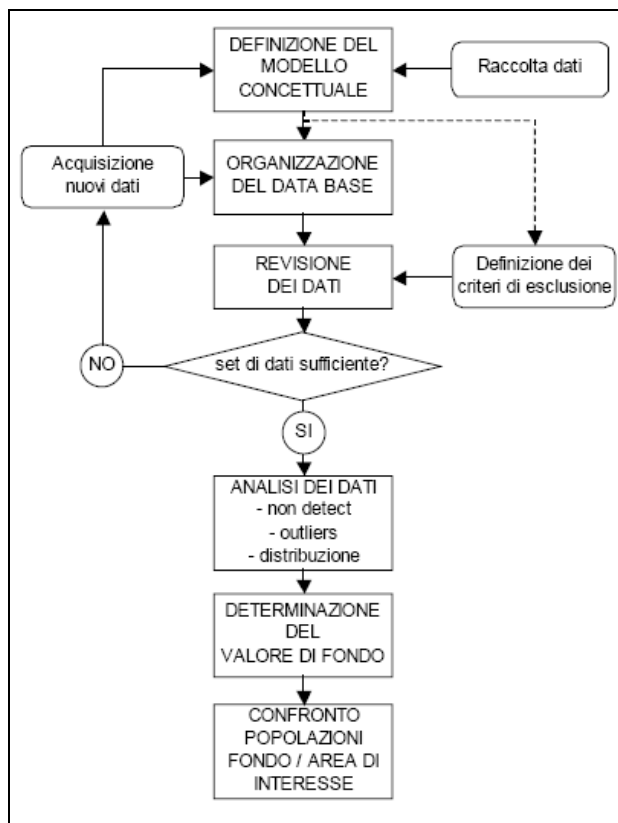 DEFINIZIONE DEL
MODELLO
CONCETTUALE
Raccolta dati
Acquisizione
nuovi dati
ORGANIZZAZIONE
DEL DATA BASE
REVISIONE
DEI DATI
Definizione dei
criteri di esclusione
NO
set di dati sufficiente?
SI
ANALISI DEI DATI
- non detect
- outliers
- distribuzione
DETERMINAZIONE
DEL
VALORE DI FONDO
CONFRONTO
POPOLAZIONI
FONDO / AREA DI
INTERESSE